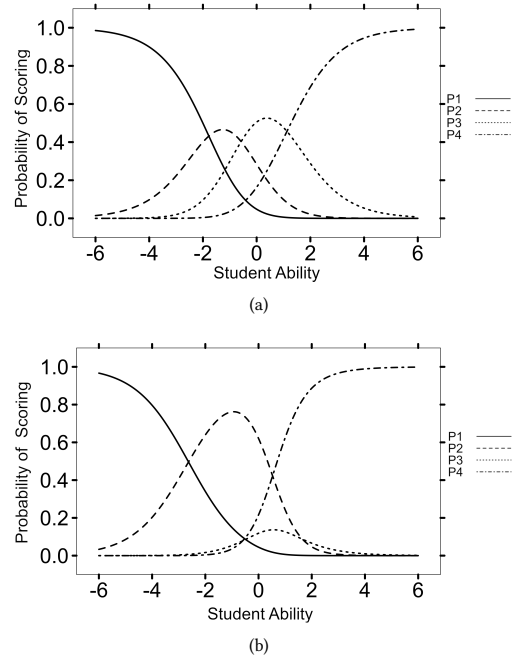 1.0
0.8
0.6
0.4
0.2
0.0
Probability of Scoring
-6 -4 -2 0 2 4 6
Student Ability
P1
P2
P3
P4
(a)
1.0
0.8
0.6
0.4
0.2
0.0
Probability of Scoring
-6 -4 -2 0 2 4 6
Student Ability
P1
P2
P3
P4
(b)